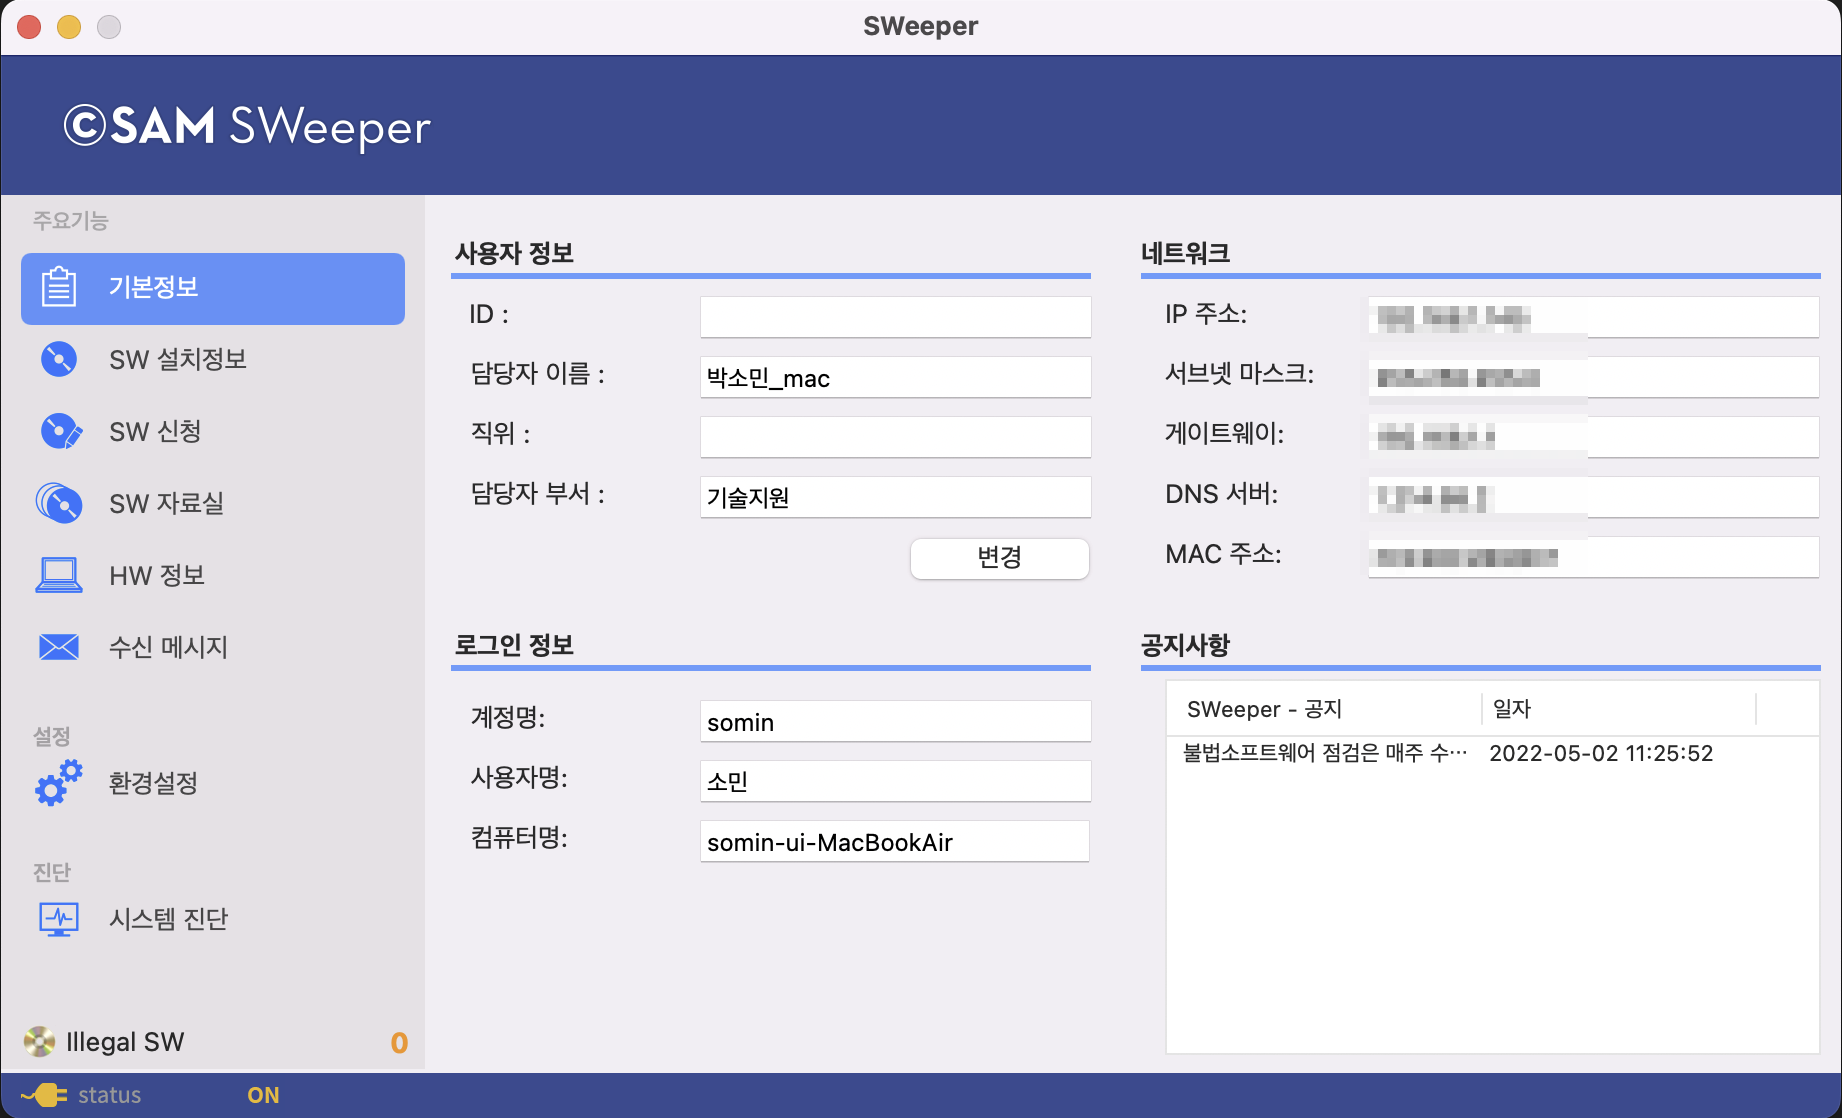 SWeeper
©SAM SWeeper
주요기능
기본정보
SW 설치정보
SW 신청
SW 자료실
HW 정보
수신 메시지
설정
환경설정
진단
시스템 진단
Illegal SW 0
사용자 정보
ID :
담당자 이름 : 박소민_mac
직위 :
담당자 부서 : 기술지원
변경
네트워크
IP 주소:
서브넷 마스크:
게이트웨이:
DNS 서버:
MAC 주소:
로그인 정보
계정명: somin
사용자명: 소민
컴퓨터명: somin-ui-MacBookAir
공지사항
SWeeper - 공지 일자
불법소프트웨어 점검은 매주 수… 2022-05-02 11:25:52
status ON